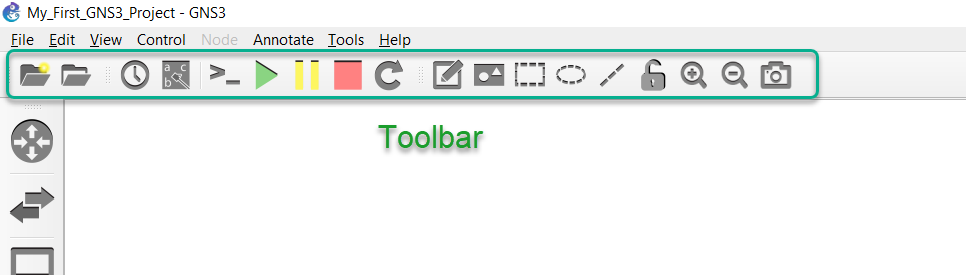 My_First_GNS3_Project - GNS3
File Edit View Control Node Annotate Tools Help
a c
b
>_
Toolbar